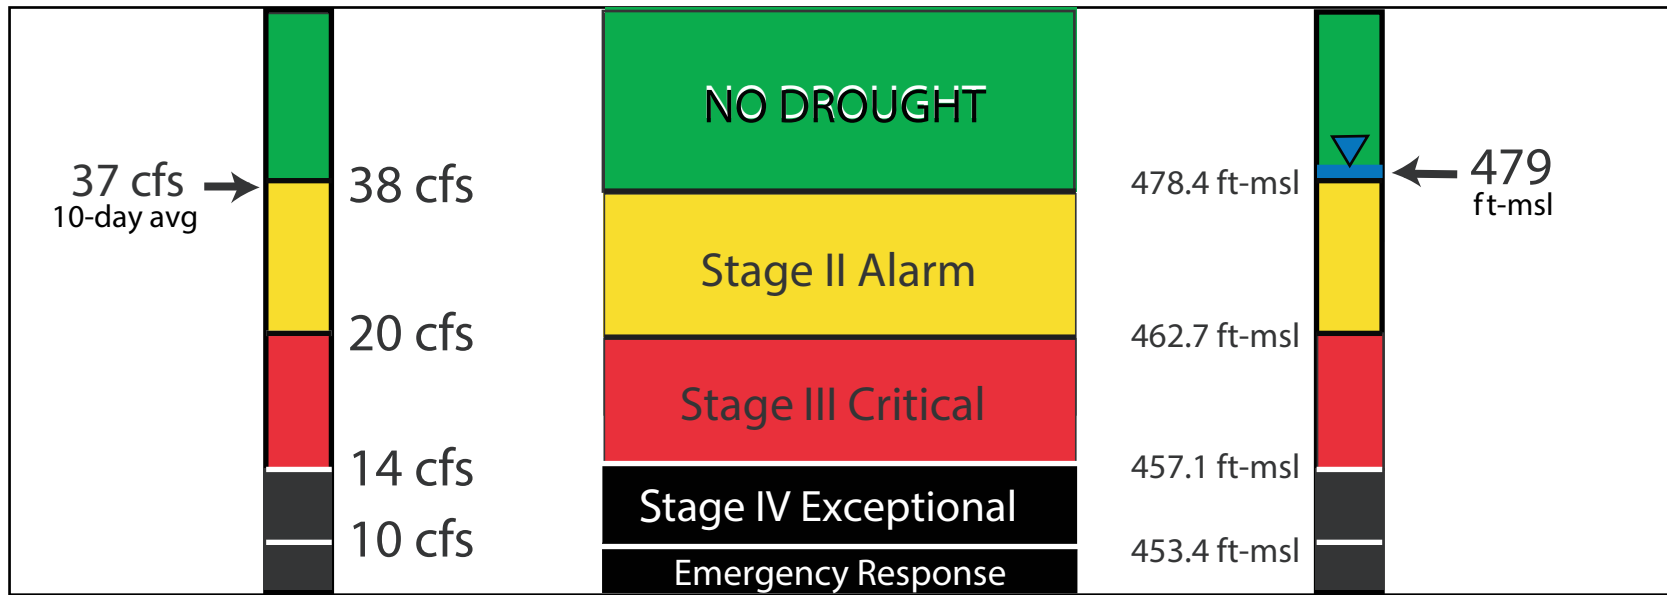 37 cfs
10-day avg
38 cfs
20 cfs
14 cfs
10 cfs
NO DROUGHT
Stage II Alarm
Stage III Critical
Stage IV Exceptional
Emergency Response
478.4 ft-msl
462.7 ft-msl
457.1 ft-msl
453.4 ft-msl
479
ft-msl